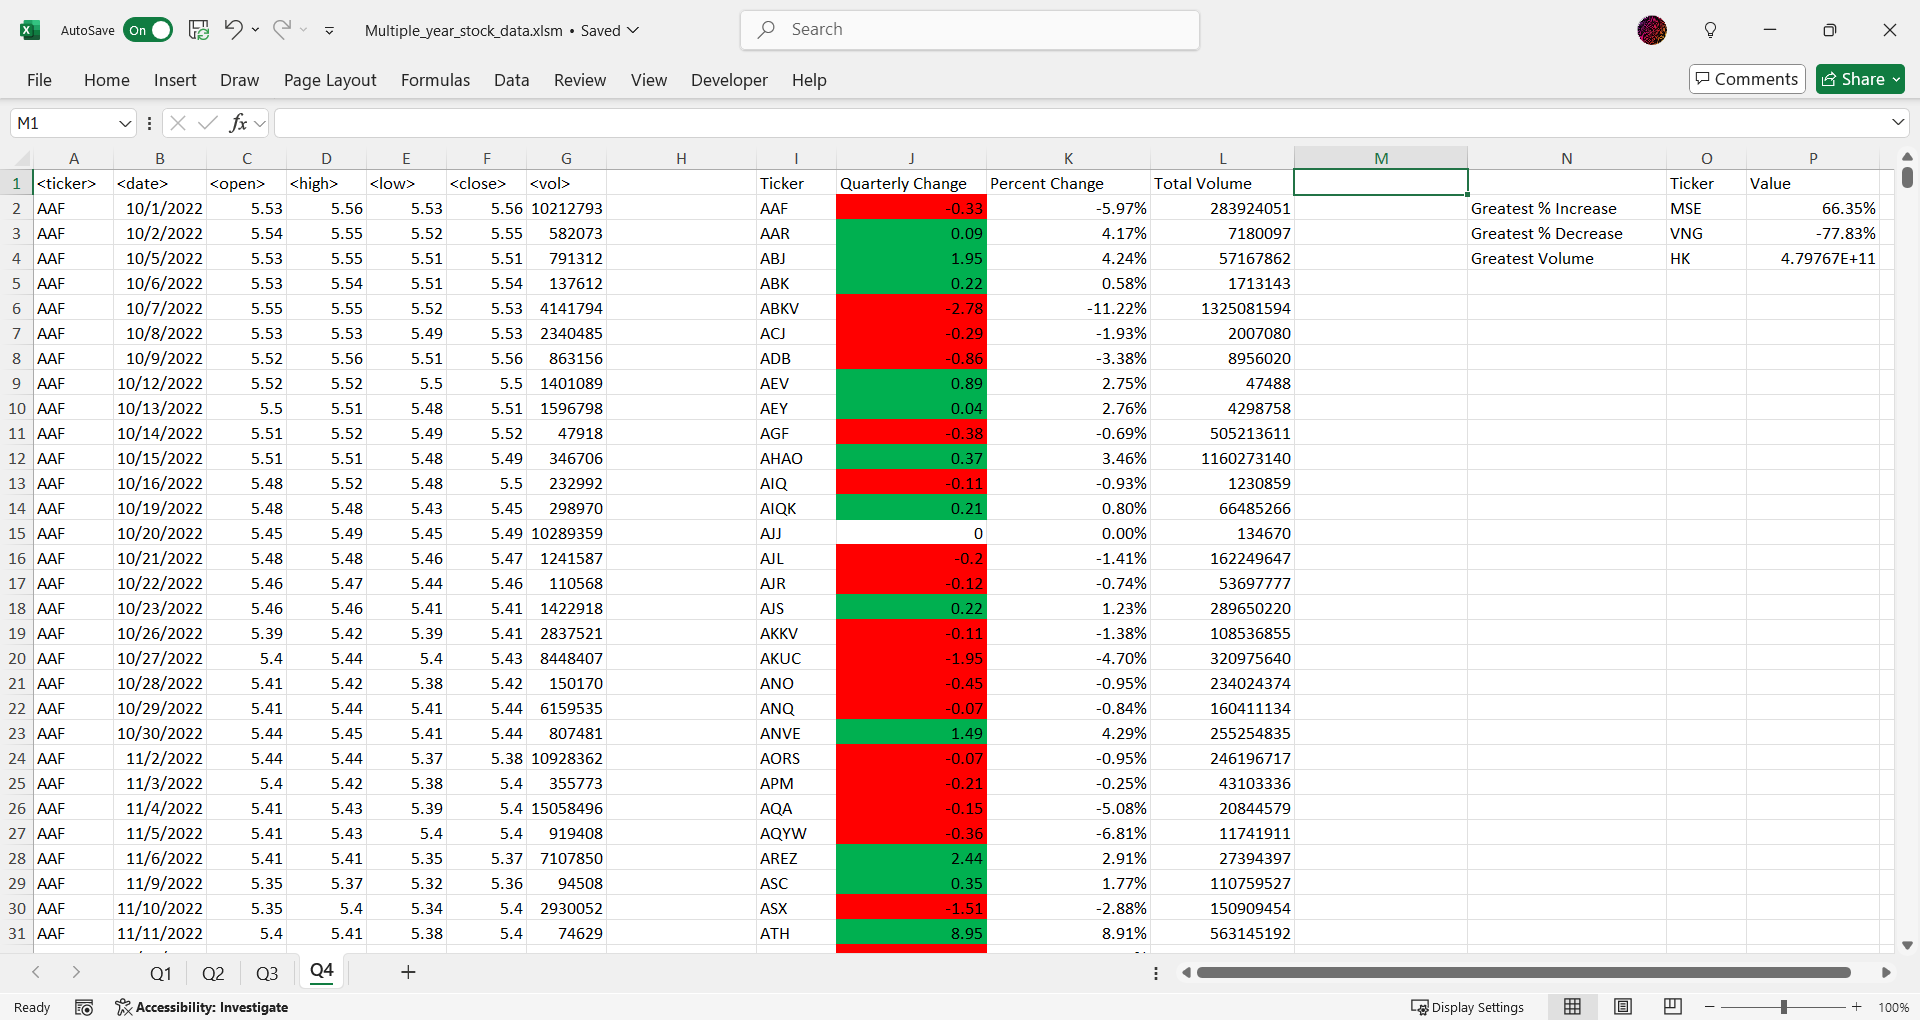 AutoSave On Multiple_year_stock_data.xlsm • Saved Search
File Home Insert Draw Page Layout Formulas Data Review View Developer Help Comments Share
M1 fx
A B C D E F G H I J K L M N O P
1 <ticker> <date> <open> <high> <low> <close> <vol> Ticker Quarterly Change Percent Change Total Volume Ticker Value
2 AAF 10/1/2022 5.53 5.56 5.53 5.56 10212793 AAF -0.33 -5.97% 283924051 Greatest % Increase MSE 66.35%
3 AAF 10/2/2022 5.54 5.55 5.52 5.55 582073 AAR 0.09 4.17% 7180097 Greatest % Decrease VNG -77.83%
4 AAF 10/5/2022 5.53 5.55 5.51 5.51 791312 ABJ 1.95 4.24% 57167862 Greatest Volume HK 4.79767E+11
5 AAF 10/6/2022 5.53 5.54 5.51 5.54 137612 ABK 0.22 0.58% 1713143
6 AAF 10/7/2022 5.55 5.55 5.52 5.53 4141794 ABKV -2.78 -11.22% 1325081594
7 AAF 10/8/2022 5.53 5.53 5.49 5.53 2340485 ACJ -0.29 -1.93% 2007080
8 AAF 10/9/2022 5.52 5.56 5.51 5.56 863156 ADB -0.86 -3.38% 8956020
9 AAF 10/12/2022 5.52 5.52 5.5 5.5 1401089 AEV 0.89 2.75% 47488
10 AAF 10/13/2022 5.5 5.51 5.48 5.51 1596798 AEY 0.04 2.76% 4298758
11 AAF 10/14/2022 5.51 5.52 5.49 5.52 47918 AGF -0.38 -0.69% 505213611
12 AAF 10/15/2022 5.51 5.51 5.48 5.49 346706 AHAO 0.37 3.46% 1160273140
13 AAF 10/16/2022 5.48 5.52 5.48 5.5 232992 AIQ -0.11 -0.93% 1230859
14 AAF 10/19/2022 5.48 5.48 5.43 5.45 298970 AIQK 0.21 0.80% 66485266
15 AAF 10/20/2022 5.45 5.49 5.45 5.49 10289359 AJJ 0 0.00% 134670
16 AAF 10/21/2022 5.48 5.48 5.46 5.47 1241587 AJL -0.2 -1.41% 162249647
17 AAF 10/22/2022 5.46 5.47 5.44 5.46 110568 AJR -0.12 -0.74% 53697777
18 AAF 10/23/2022 5.46 5.46 5.41 5.41 1422918 AJS 0.22 1.23% 289650220
19 AAF 10/26/2022 5.39 5.42 5.39 5.41 2837521 AKKV -0.11 -1.38% 108536855
20 AAF 10/27/2022 5.4 5.44 5.4 5.43 8448407 AKUC -1.95 -4.70% 320975640
21 AAF 10/28/2022 5.41 5.42 5.38 5.42 150170 ANO -0.45 -0.95% 234024374
22 AAF 10/29/2022 5.41 5.44 5.41 5.44 6159535 ANQ -0.07 -0.84% 160411134
23 AAF 10/30/2022 5.44 5.45 5.41 5.44 807481 ANVE 1.49 4.29% 255254835
24 AAF 11/2/2022 5.44 5.44 5.37 5.38 10928362 AORS -0.07 -0.95% 246196717
25 AAF 11/3/2022 5.4 5.42 5.38 5.4 355773 APM -0.21 -0.25% 43103336
26 AAF 11/4/2022 5.41 5.43 5.39 5.4 15058496 AQA -0.15 -5.08% 20844579
27 AAF 11/5/2022 5.41 5.43 5.4 5.4 919408 AQYW -0.36 -6.81% 11741911
28 AAF 11/6/2022 5.41 5.41 5.35 5.37 7107850 AREZ 2.44 2.91% 27394397
29 AAF 11/9/2022 5.35 5.37 5.32 5.36 94508 ASC 0.35 1.77% 110759527
30 AAF 11/10/2022 5.35 5.4 5.34 5.4 2930052 ASX -1.51 -2.88% 150909454
31 AAF 11/11/2022 5.4 5.41 5.38 5.4 74629 ATH 8.95 8.91% 563145192
Q1 Q2 Q3 Q4
Ready Accessibility: Investigate Display Settings 100%